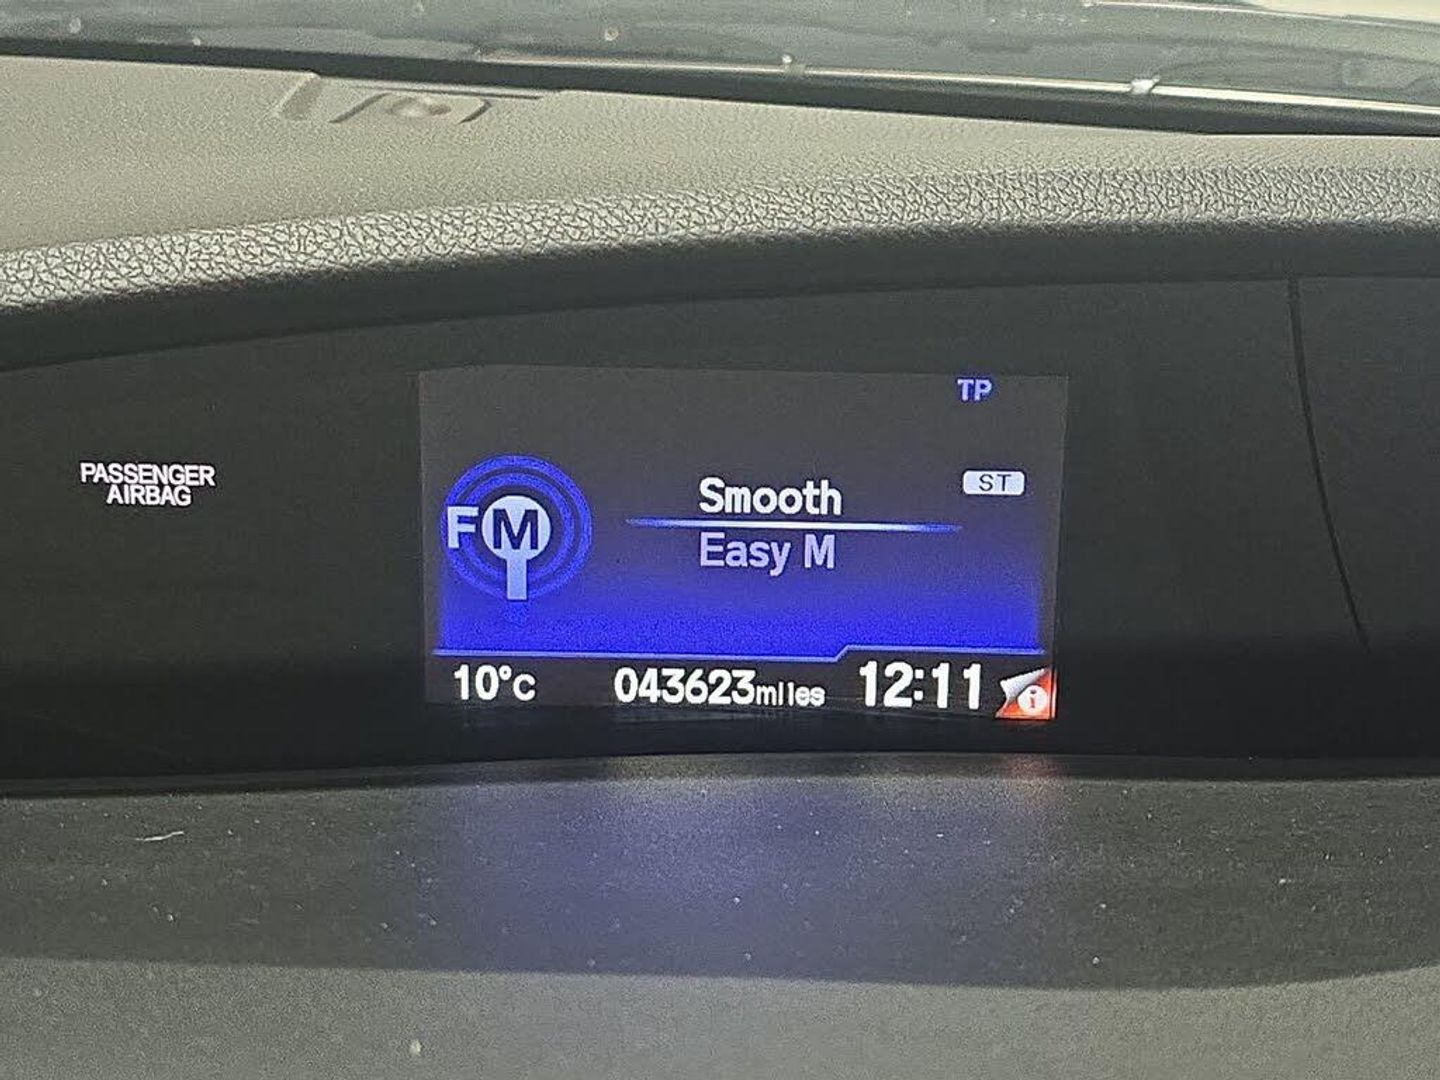 TP
PASSENGER
AIRBAG
Smooth
ST
FM
Easy M
10°C 043623miles 12:11 i